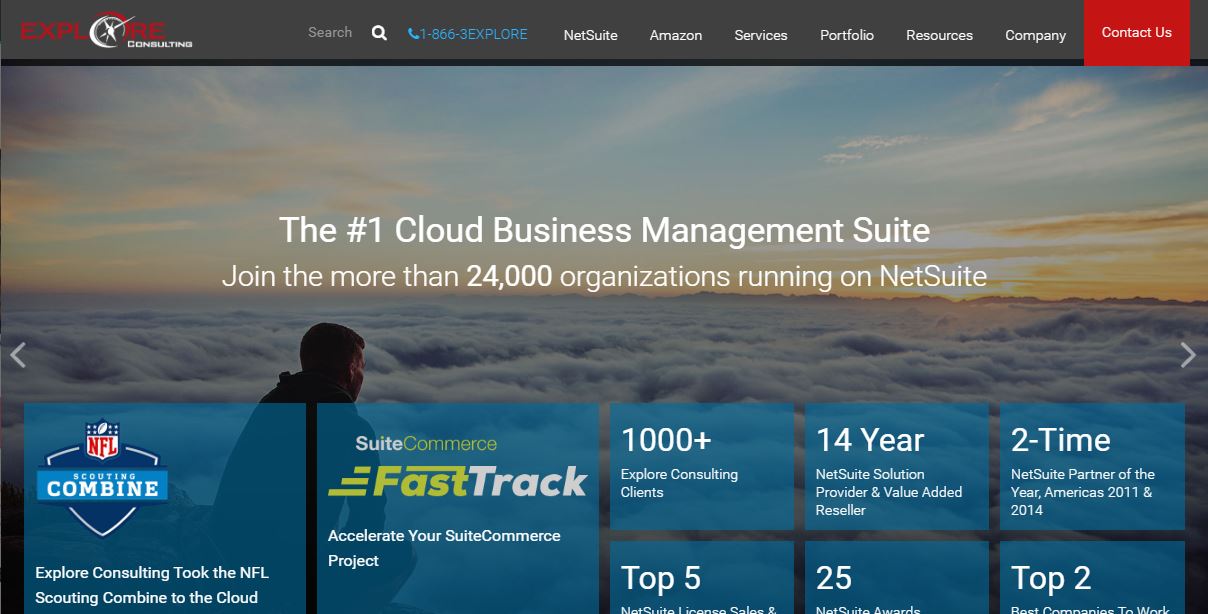 EXPLORE
CONSULTING
Search
1-866-3EXPLORE
NetSuite
Amazon
Services
Portfolio
Resources
Company
Contact Us
The #1 Cloud Business Management Suite
Join the more than 24,000 organizations running on NetSuite
NFL
SCOUTING
COMBINE
Explore Consulting Took the NFL
Scouting Combine to the Cloud
SuiteCommerce
FastTrack
Accelerate Your SuiteCommerce
Project
1000+
Explore Consulting
Clients
14 Year
NetSuite Solution
Provider & Value Added
Reseller
2-Time
NetSuite Partner of the
Year, Americas 2011 &
2014
Top 5
NetSuite License Sales &
25
NetSuite Awards
Top 2
Best Companies To Work